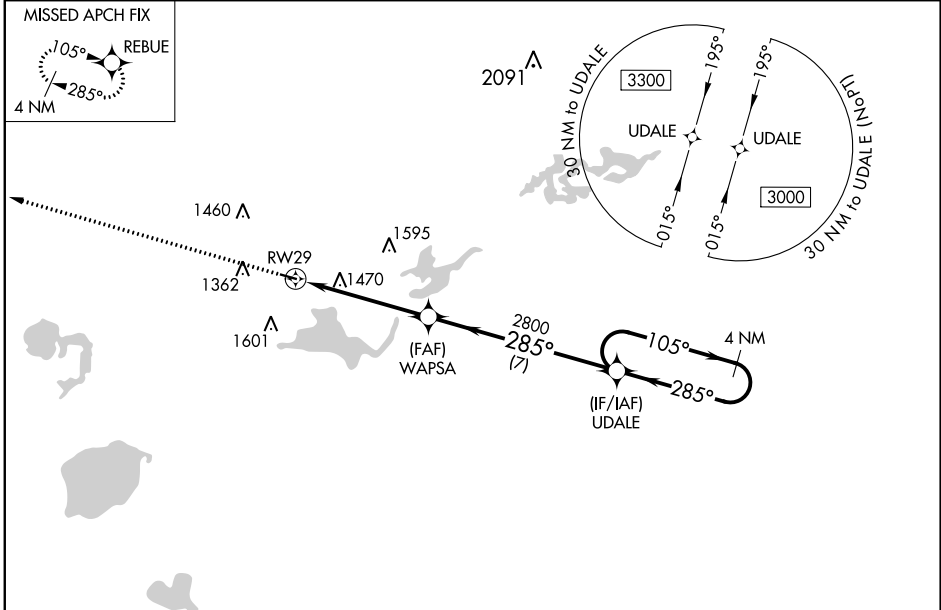 MISSED APCH FIX
105°
REBUE
285°
4 NM
2091
30 NM to UDALE
3300
195°
UDALE
015°
195°
UDALE
3000
015°
30 NM to UDALE (NoPT)
1460
1595
RW29
1362
1470
1601
(FAF)
WAPSA
2800
285°
(7)
105°
4 NM
285°
(IF/IAF)
UDALE